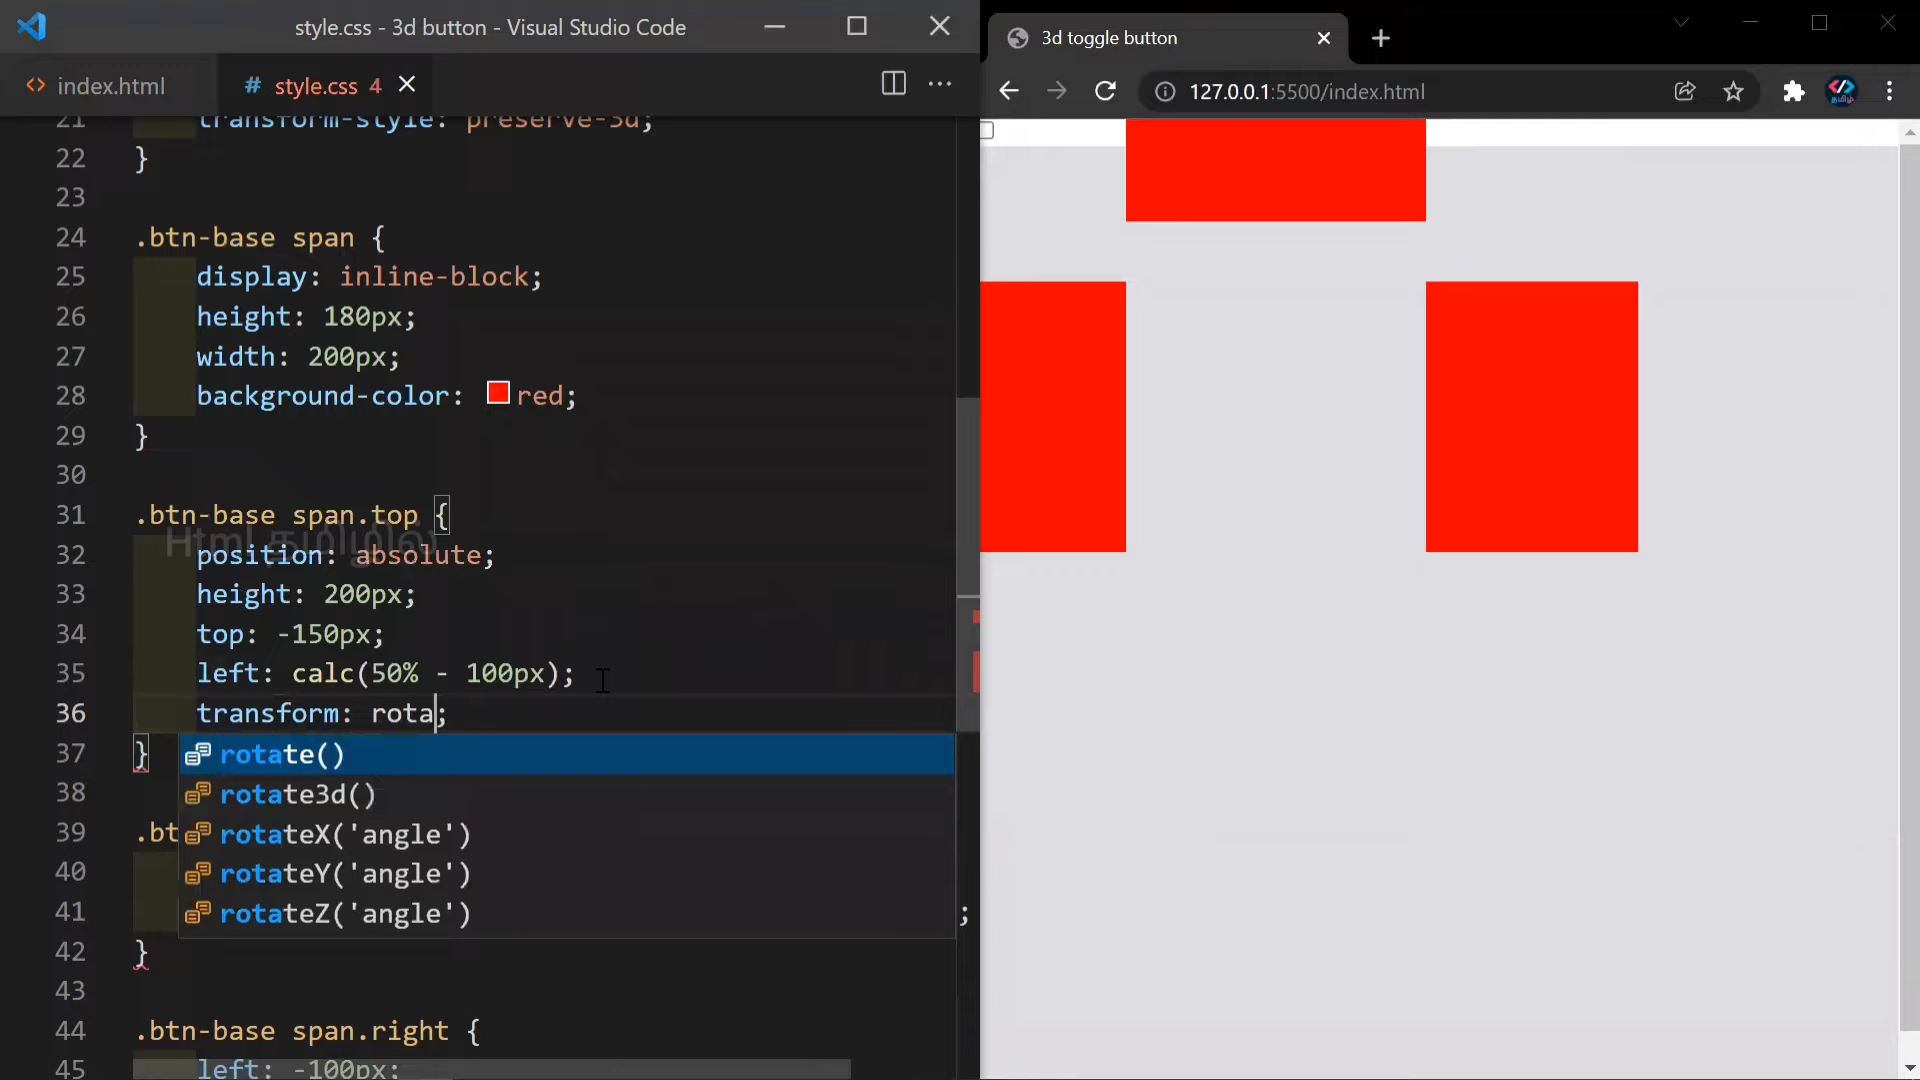 style.css - 3d button - Visual Studio Code
index.html
# style.css 4
21 transform-style: preserve-3d;
22 }
23
24 .btn-base span {
25 display: inline-block;
26 height: 180px;
27 width: 200px;
28 background-color: red;
29 }
30
31 .btn-base span.top {
Html தமிழில்
32 position: absolute;
33 height: 200px;
34 top: -150px;
35 left: calc(50% - 100px);
36 transform: rota;
37 }
rotate()
38
rotate3d()
39 .bt
rotateX('angle')
40
rotateY('angle')
41 ;
rotateZ('angle')
42 }
43
44 .btn-base span.right {
45 left: -100px;
3d toggle button
127.0.0.1:5500/index.html
தமிழ்